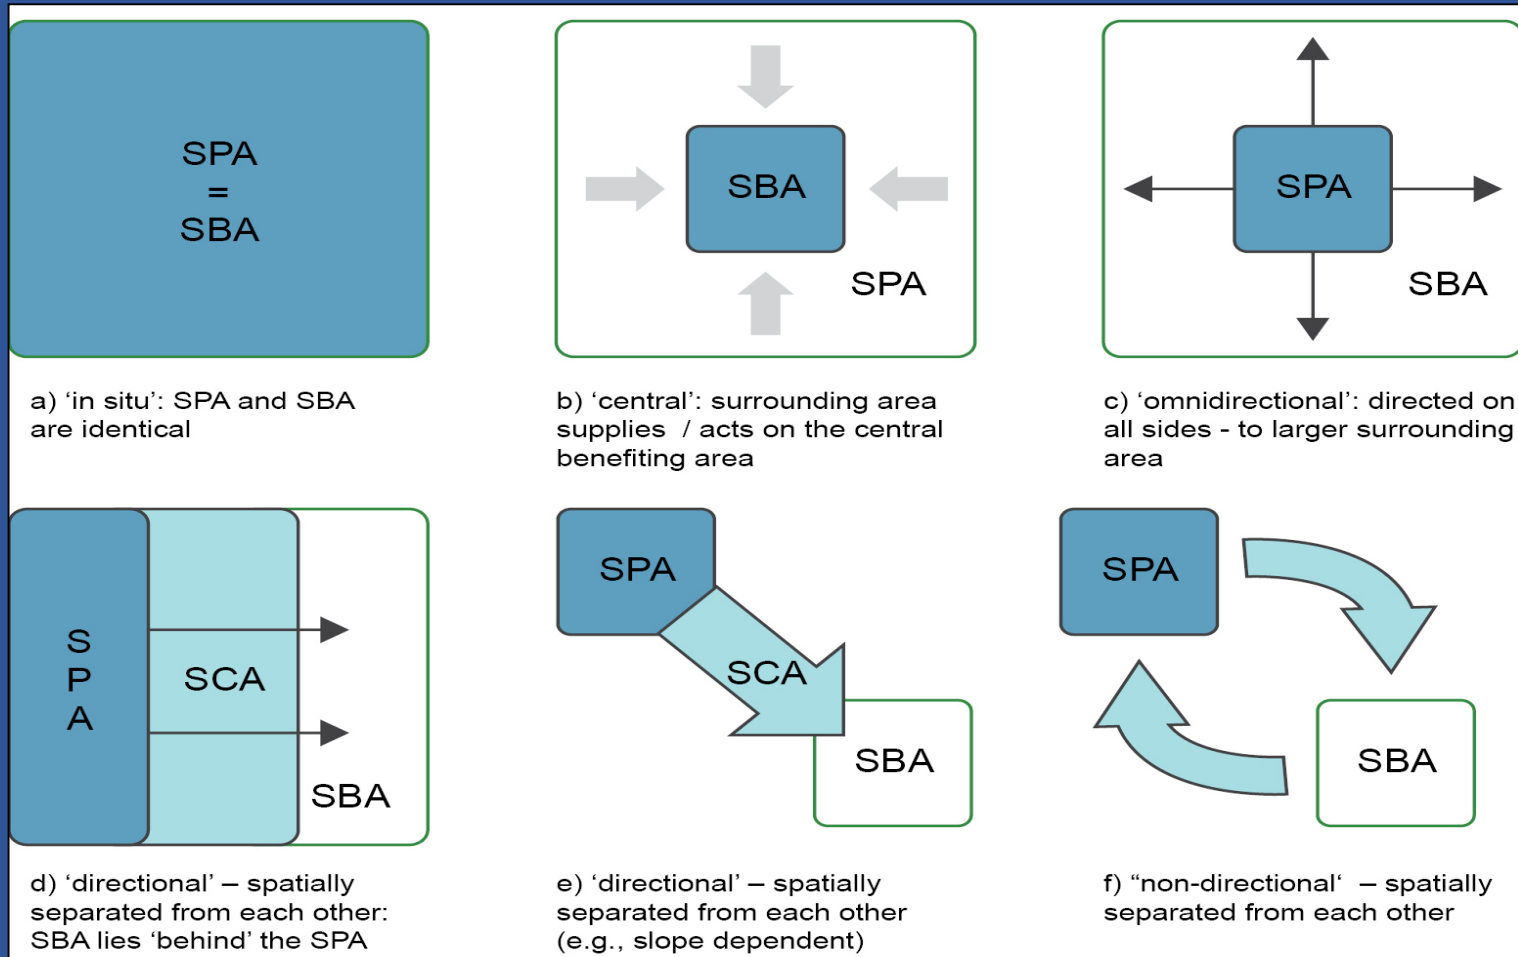 SPA
=
SBA
SBA
SPA
SPA
SBA
a) ‘in situ’: SPA and SBA
are identical
b) ‘central’: surrounding area
supplies / acts on the central
benefiting area
c) ‘omnidirectional’: directed on
all sides - to larger surrounding
area
S
P
A
SCA
SBA
SPA
SCA
SBA
SPA
SBA
d) ‘directional’ – spatially
separated from each other:
SBA lies ‘behind’ the SPA
e) ‘directional’ – spatially
separated from each other
(e.g., slope dependent)
f) “non-directional‘ – spatially
separated from each other